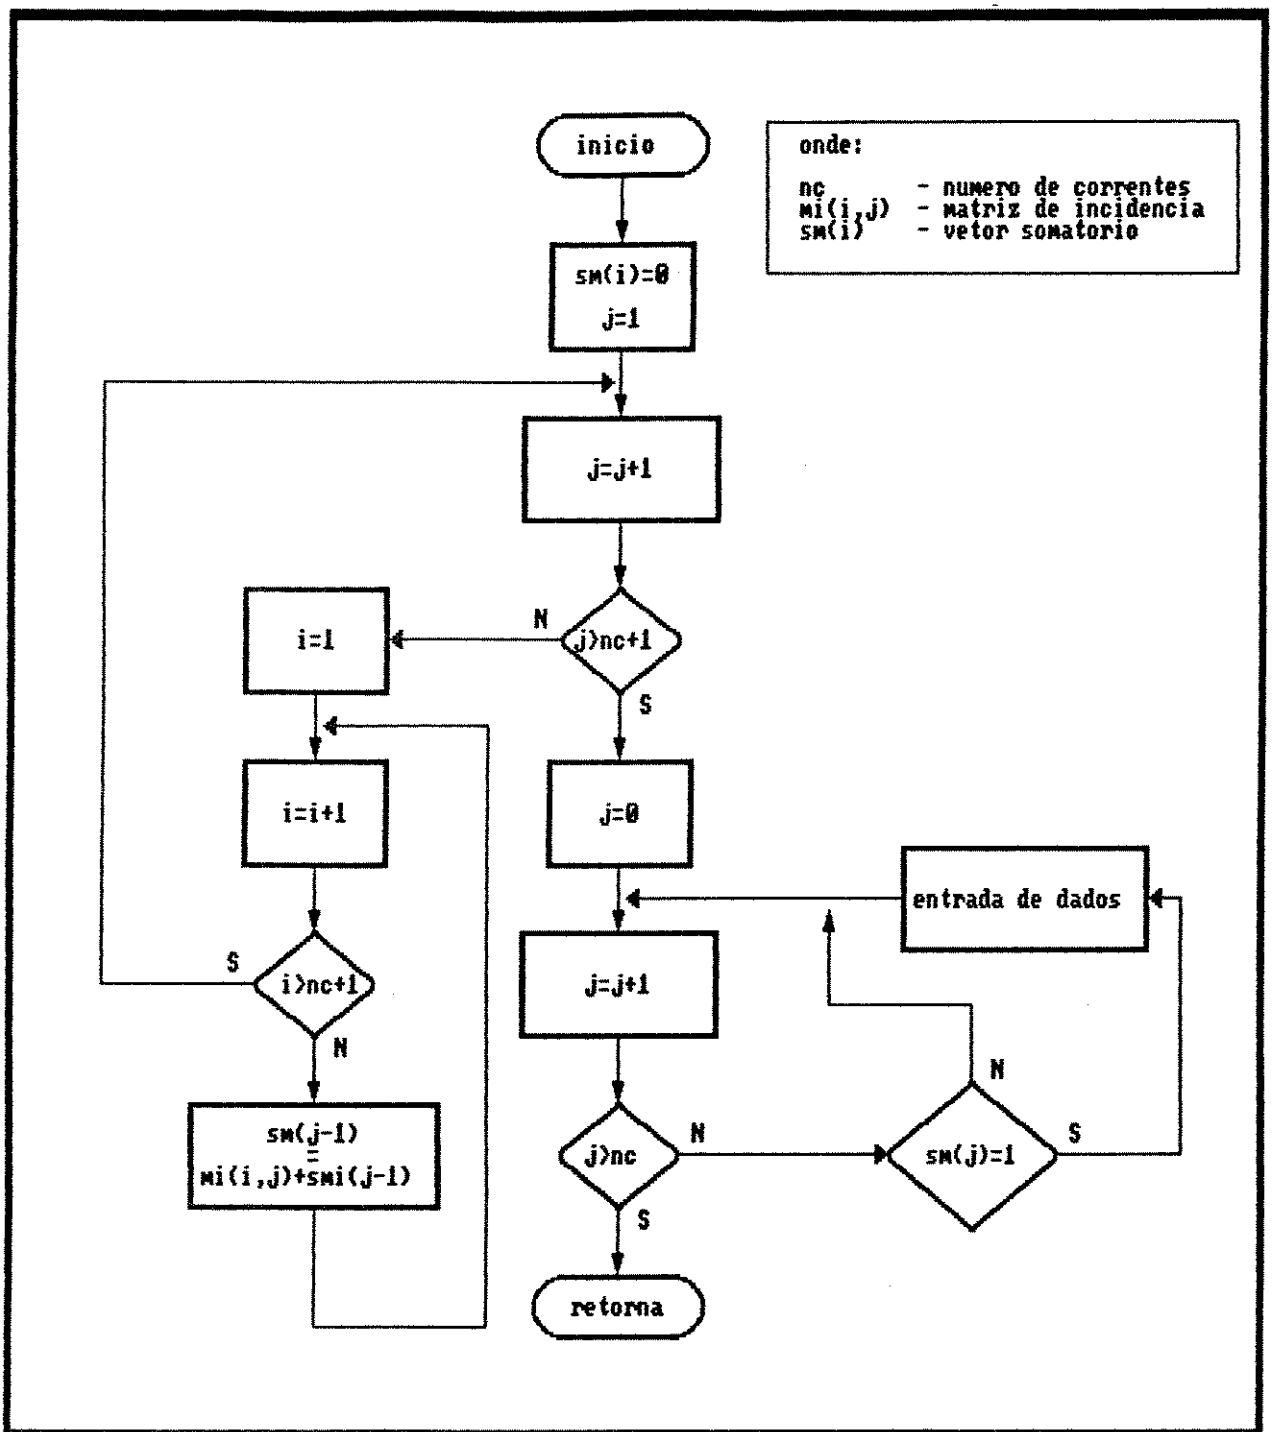 inicio
onde:
nc - numero de correntes
mi(i,j) - matriz de incidencia
sm(i) - vetor somatorio
sm(i)=0
j=1
j=j+1
j>nc+1
N
S
i=1
i=i+1
i>nc+1
S
N
sm(j-1)
=
mi(i,j)+smi(j-1)
j=0
entrada de dados
j=j+1
j>nc
N
S
sm(j)=1
N
S
retorna